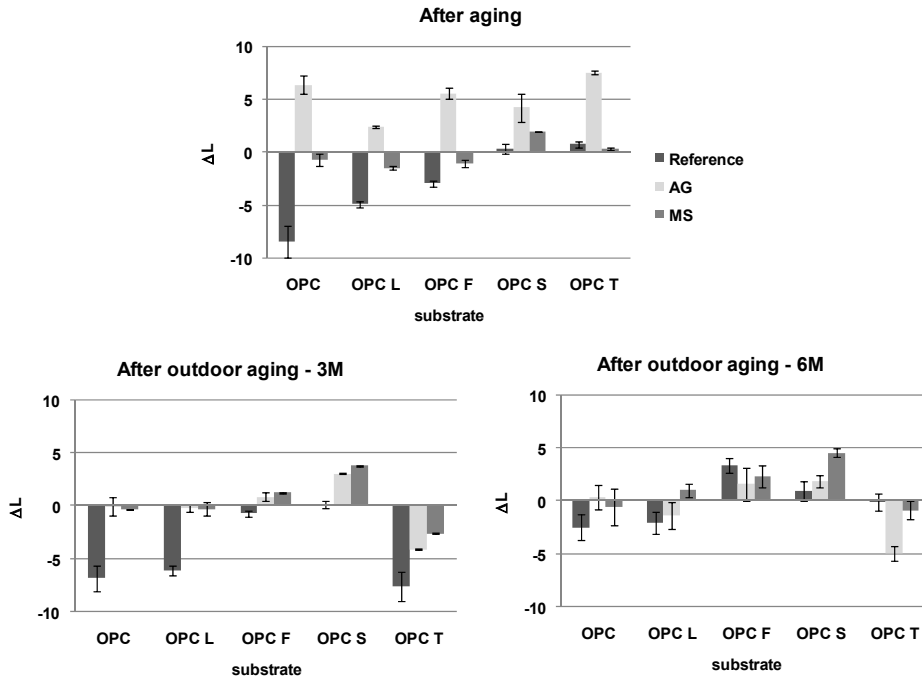 After aging
10
5
0
-5
-10
ΔL
OPC OPC L OPC F OPC S OPC T
substrate
Reference
AG
MS
After outdoor aging - 3M
10
5
0
-5
-10
ΔL
OPC OPC L OPC F OPC S OPC T
substrate
After outdoor aging - 6M
10
5
0
-5
-10
ΔL
OPC OPC L OPC F OPC S OPC T
substrate